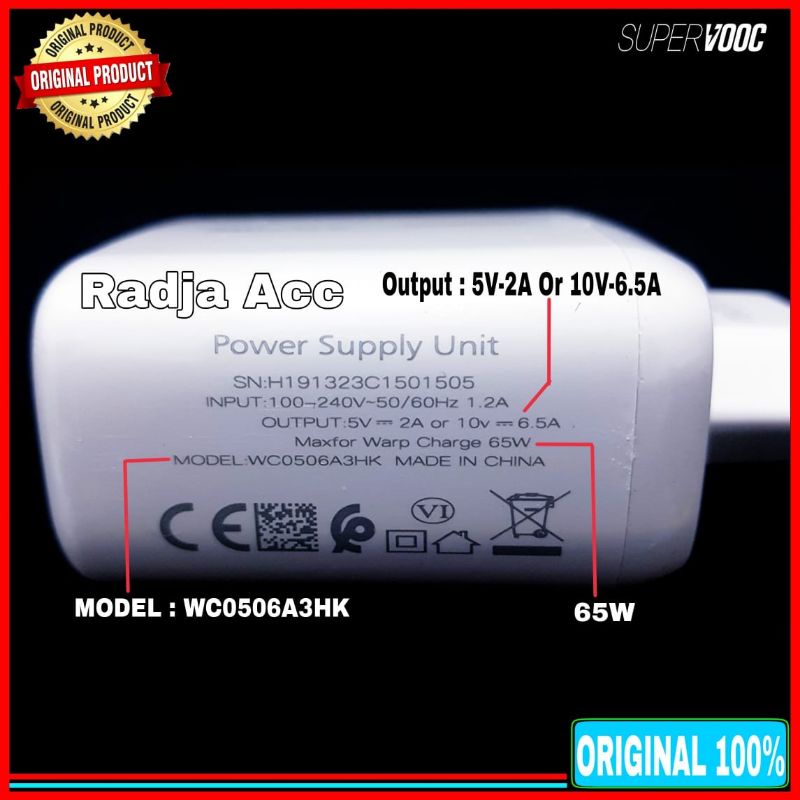 SUPERVOOC
ORIGINAL PRODUCT
ORIGINAL PRODUCT
ORIGINAL PRODUCT
Radja Acc
Output : 5V-2A Or 10V-6.5A
Power Supply Unit
SN:H191323C1501505
INPUT:100~240V~50/60Hz 1.2A
OUTPUT:5V⎓2A or 10v⎓6.5A
Maxfor Warp Charge 65W
MODEL:WC0506A3HK MADE IN CHINA
CE
VI
MODEL : WC0506A3HK
65W
ORIGINAL 100%